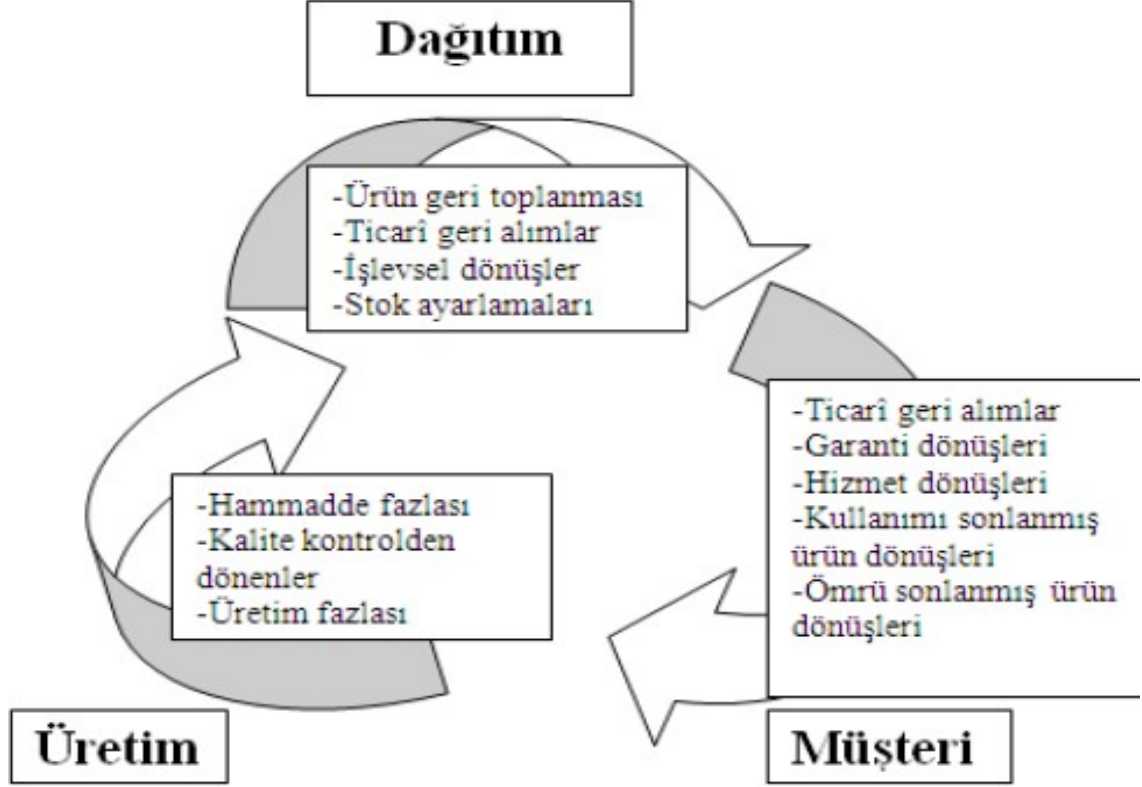 Dağıtım
-Ürün geri toplanması
-Ticarî geri alımlar
-İşlevsel dönüşler
-Stok ayarlamaları
-Ticarî geri alımlar
-Garanti dönüşleri
-Hizmet dönüşleri
-Kullanımı sonlanmış
ürün dönüşleri
-Ömrü sonlanmış ürün
dönüşleri
-Hammadde fazlası
-Kalite kontrolden
dönenler
-Üretim fazlası
Üretim
Müşteri